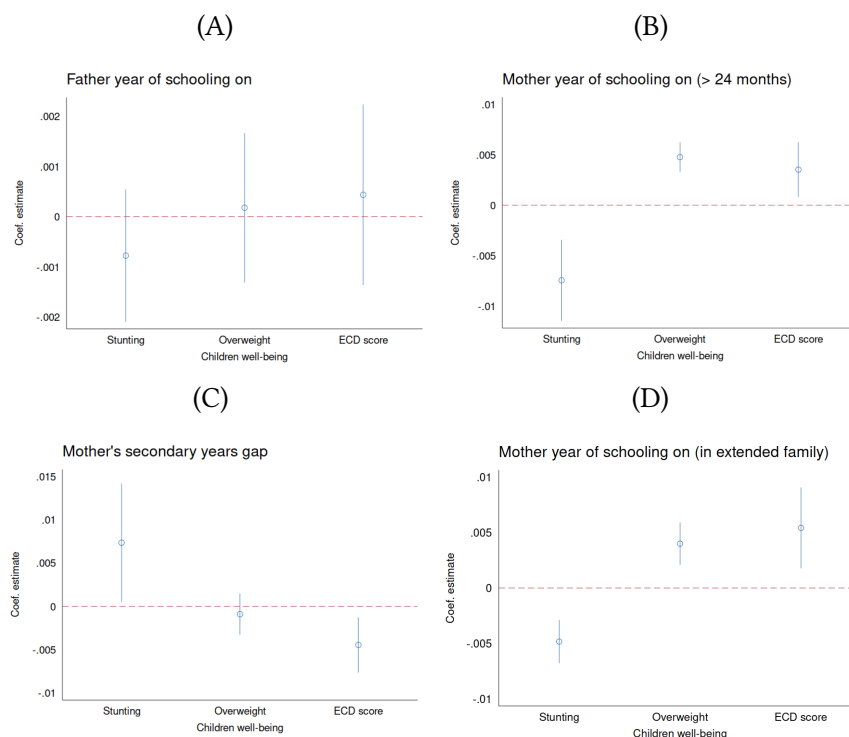 (A)
Father year of schooling on
Coef. estimate
.002
.001
0
-.001
-.002
Stunting Overweight ECD score
Children well-being
(B)
Mother year of schooling on (> 24 months)
Coef. estimate
.01
.005
0
-.005
-.01
Stunting Overweight ECD score
Children well-being
(C)
Mother's secondary years gap
Coef. estimate
.015
.01
.005
0
-.005
-.01
Stunting Overweight ECD score
Children well-being
(D)
Mother year of schooling on (in extended family)
Coef. estimate
.01
.005
0
-.005
-.01
Stunting Overweight ECD score
Children well-being